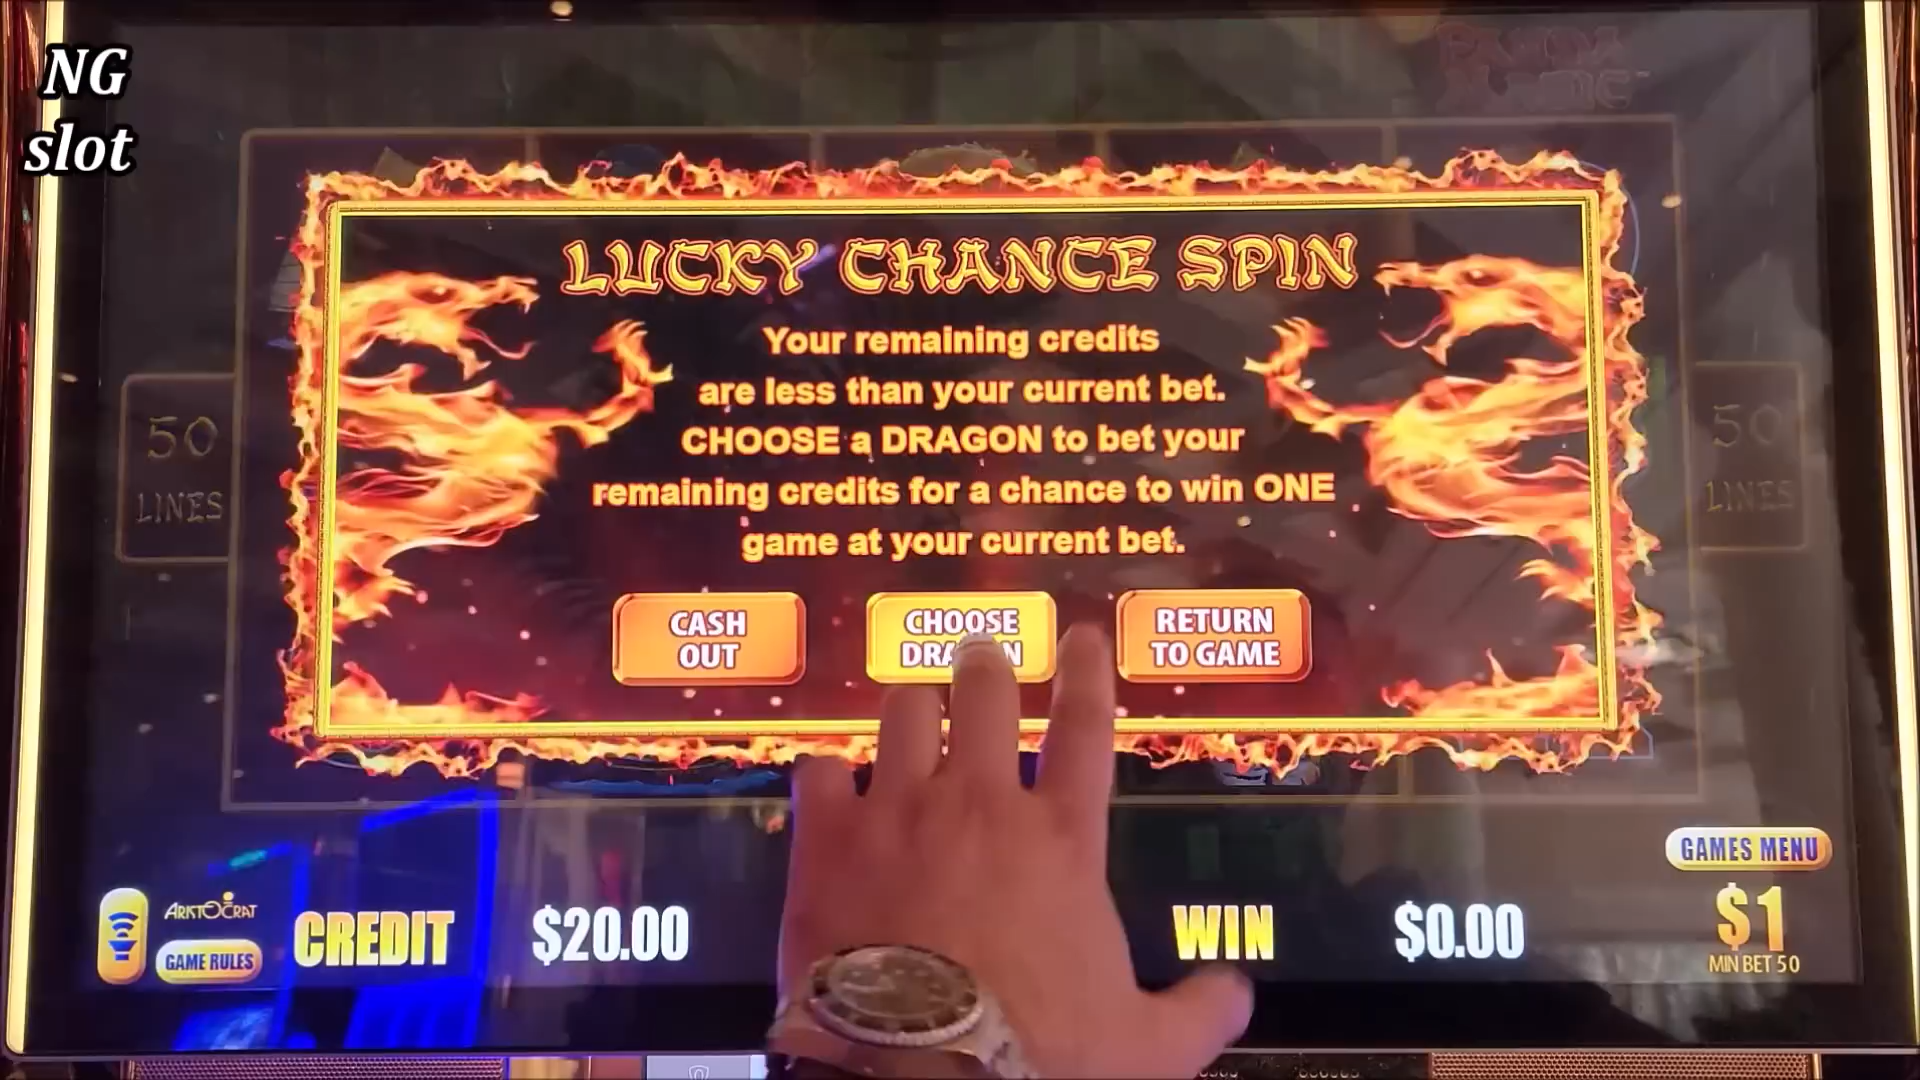 NG
slot
PANDA
MAGIC
LUCKY CHANCE SPIN
Your remaining credits
are less than your current bet.
CHOOSE a DRAGON to bet your
remaining credits for a chance to win ONE
game at your current bet.
CASH
OUT
CHOOSE
RETURN
TO GAME
50
LINES
50
LINES
GAMES MENU
ARISTOCRAT
GAME RULES
CREDIT
$20.00
WIN
$0.00
$1
MIN BET 50